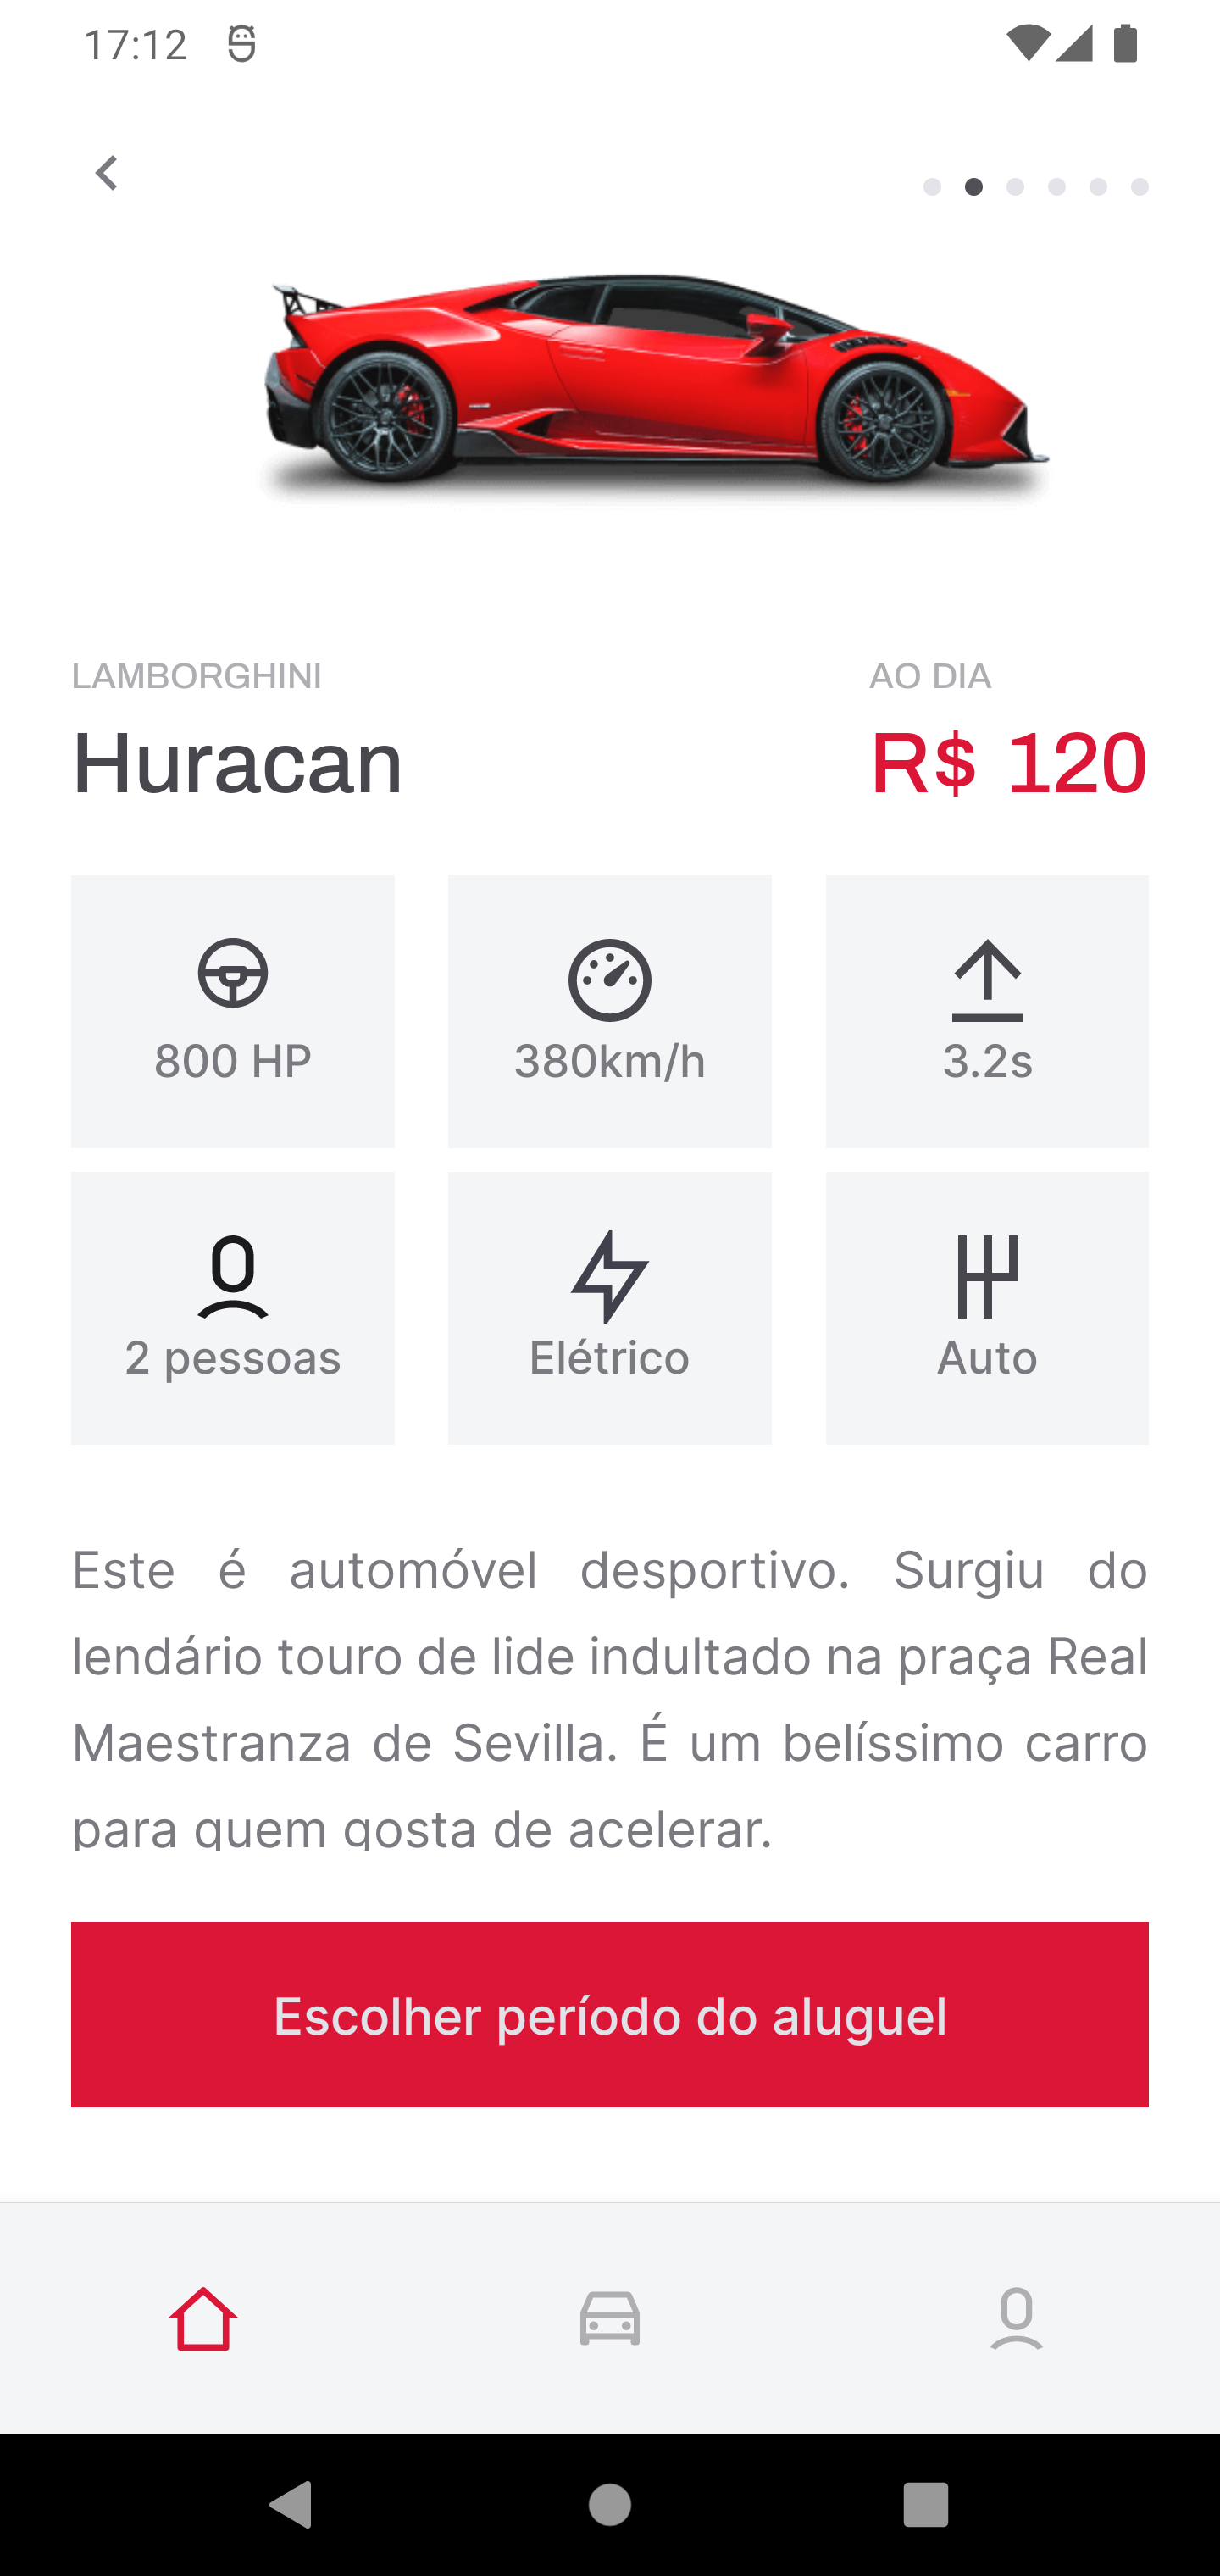 17:12
LAMBORGHINI
AO DIA
Huracan
R$ 120
800 HP
380km/h
3.2s
2 pessoas
Elétrico
Auto
Este é automóvel desportivo. Surgiu do
lendário touro de lide indultado na praça Real
Maestranza de Sevilla. É um belíssimo carro
para quem gosta de acelerar.
Escolher período do aluguel